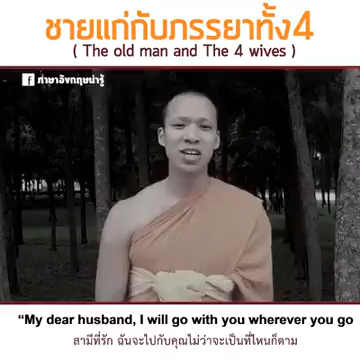 ชายแก่กับภรรยาทั้ง4
( The old man and The 4 wives )
f ภาษาอังกฤษน่ารู้
“My dear husband, I will go with you wherever you go
สามีที่รัก ฉันจะไปกับคุณไม่ว่าจะเป็นที่ไหนก็ตาม